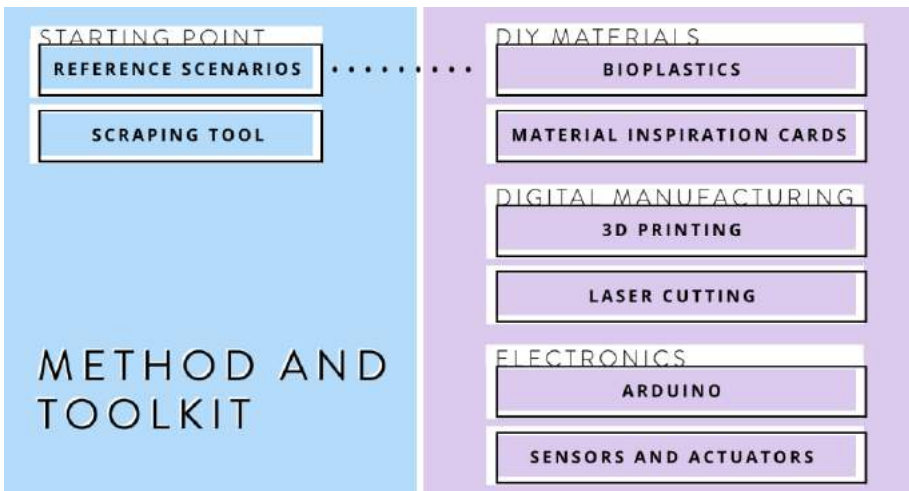 STARTING POINT
REFERENCE SCENARIOS
SCRAPING TOOL
METHOD AND
TOOLKIT
DIY MATERIALS
BIOPLASTICS
MATERIAL INSPIRATION CARDS
DIGITAL MANUFACTURING
3D PRINTING
LASER CUTTING
ELECTRONICS
ARDUINO
SENSORS AND ACTUATORS